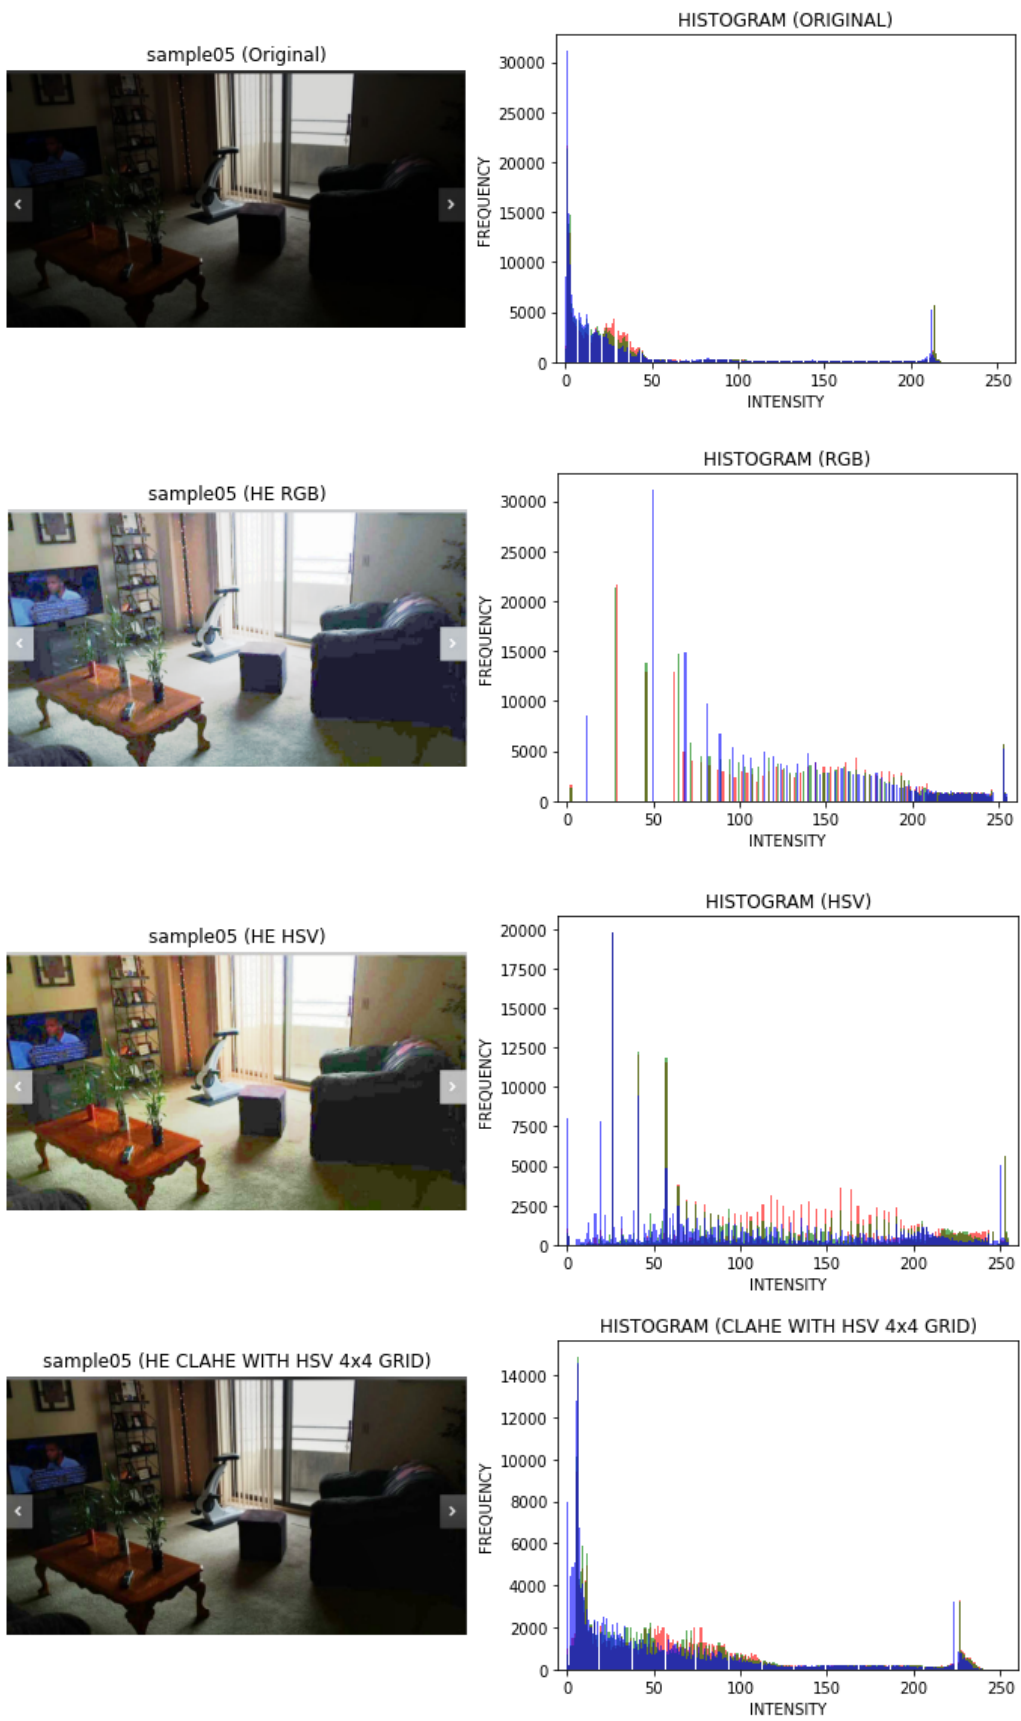 HISTOGRAM (ORIGINAL)
sample05 (Original)
FREQUENCY
30000
25000
20000
15000
10000
5000
0
0 50 100 150 200 250
INTENSITY
HISTOGRAM (RGB)
sample05 (HE RGB)
FREQUENCY
30000
25000
20000
15000
10000
5000
0
0 50 100 150 200 250
INTENSITY
HISTOGRAM (HSV)
sample05 (HE HSV)
FREQUENCY
20000
17500
15000
12500
10000
7500
5000
2500
0
0 50 100 150 200 250
INTENSITY
HISTOGRAM (CLAHE WITH HSV 4x4 GRID)
sample05 (HE CLAHE WITH HSV 4x4 GRID)
FREQUENCY
14000
12000
10000
8000
6000
4000
2000
0
0 50 100 150 200 250
INTENSITY